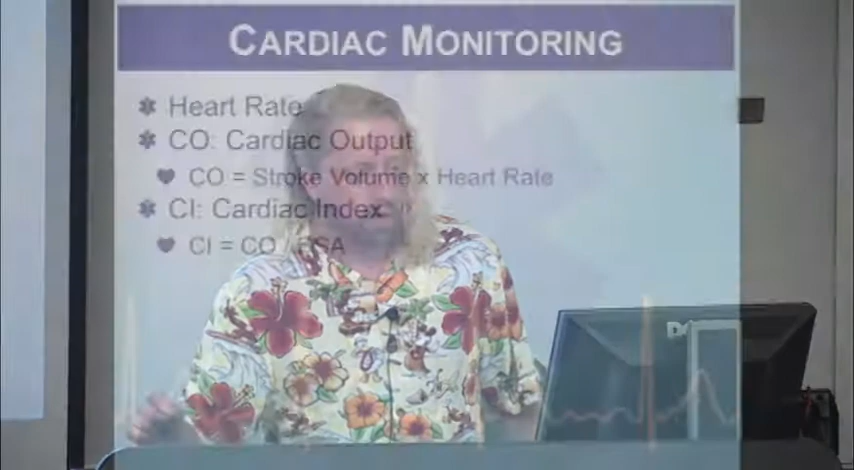 CARDIAC MONITORING
Heart Rate
CO: Cardiac Output
CO = Stroke Volume x Heart Rate
CI: Cardiac Index
CI = CO / BSA